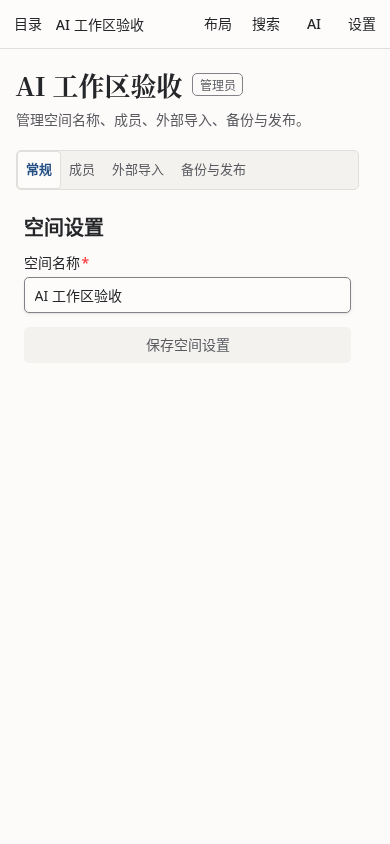 目录 AI 工作区验收 布局 搜索 AI 设置
AI 工作区验收 管理员
管理空间名称、成员、外部导入、备份与发布。
常规 成员 外部导入 备份与发布
空间设置
空间名称*
AI 工作区验收
保存空间设置